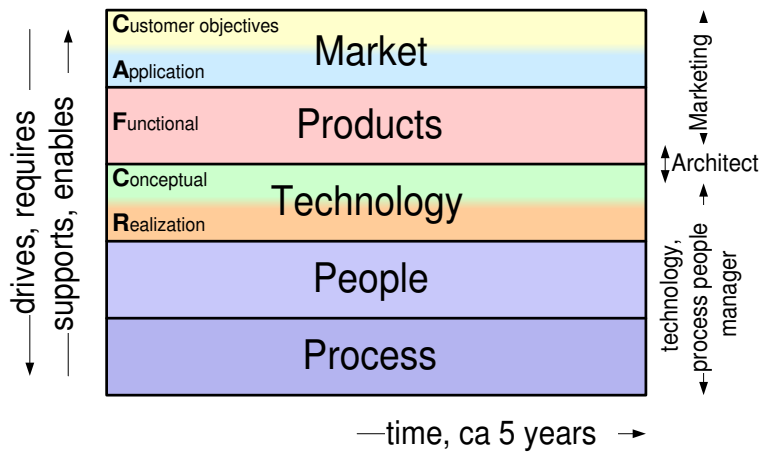 Customer objectives
Market
Application
Functional
Products
Conceptual
Technology
Realization
People
Process
drives, requires
supports, enables
Marketing
Architect
technology,
process people
manager
time, ca 5 years